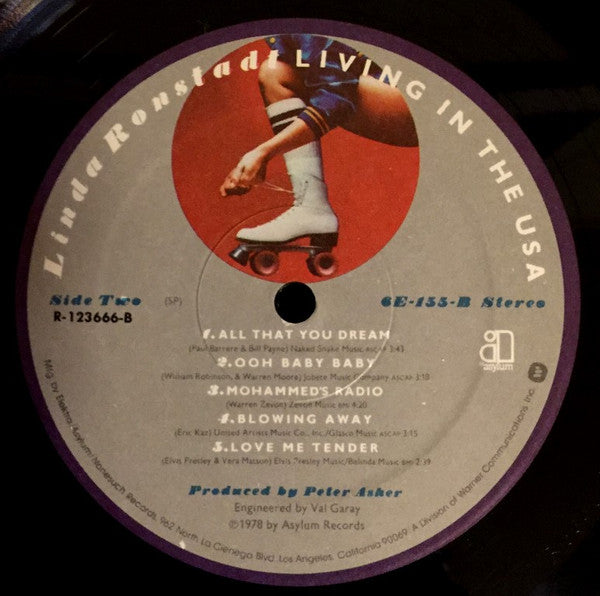 Linda Ronstadt LIVING IN THE USA
Side Two (SP) 6E-155-B Stereo
R-123666-B
1. ALL THAT YOU DREAM
(Paul Barrere & Bill Payne) Naked Snake Music ASCAP 3:43
2. OOH BABY BABY
(William Robinson, & Warren Moore) Jobete Music Company ASCAP 3:18
3. MOHAMMED'S RADIO
(Warren Zevon) Zevon Music BMI 4:20
4. BLOWING AWAY
(Eric Kaz) United Artists Music Co., Inc./Glasco Music ASCAP 3:15
5. LOVE ME TENDER
(Elvis Presley & Vera Matson) Elvis Presley Music/Belinda Music BMI 2:39
asylum
Produced by Peter Asher
Engineered by Val Garay
℗1978 by Asylum Records
Mfg. by Elektra/Asylum/Nonesuch Records, 962 North La Cienega Blvd., Los Angeles, California 90069. A Division of Warner Communications Inc.